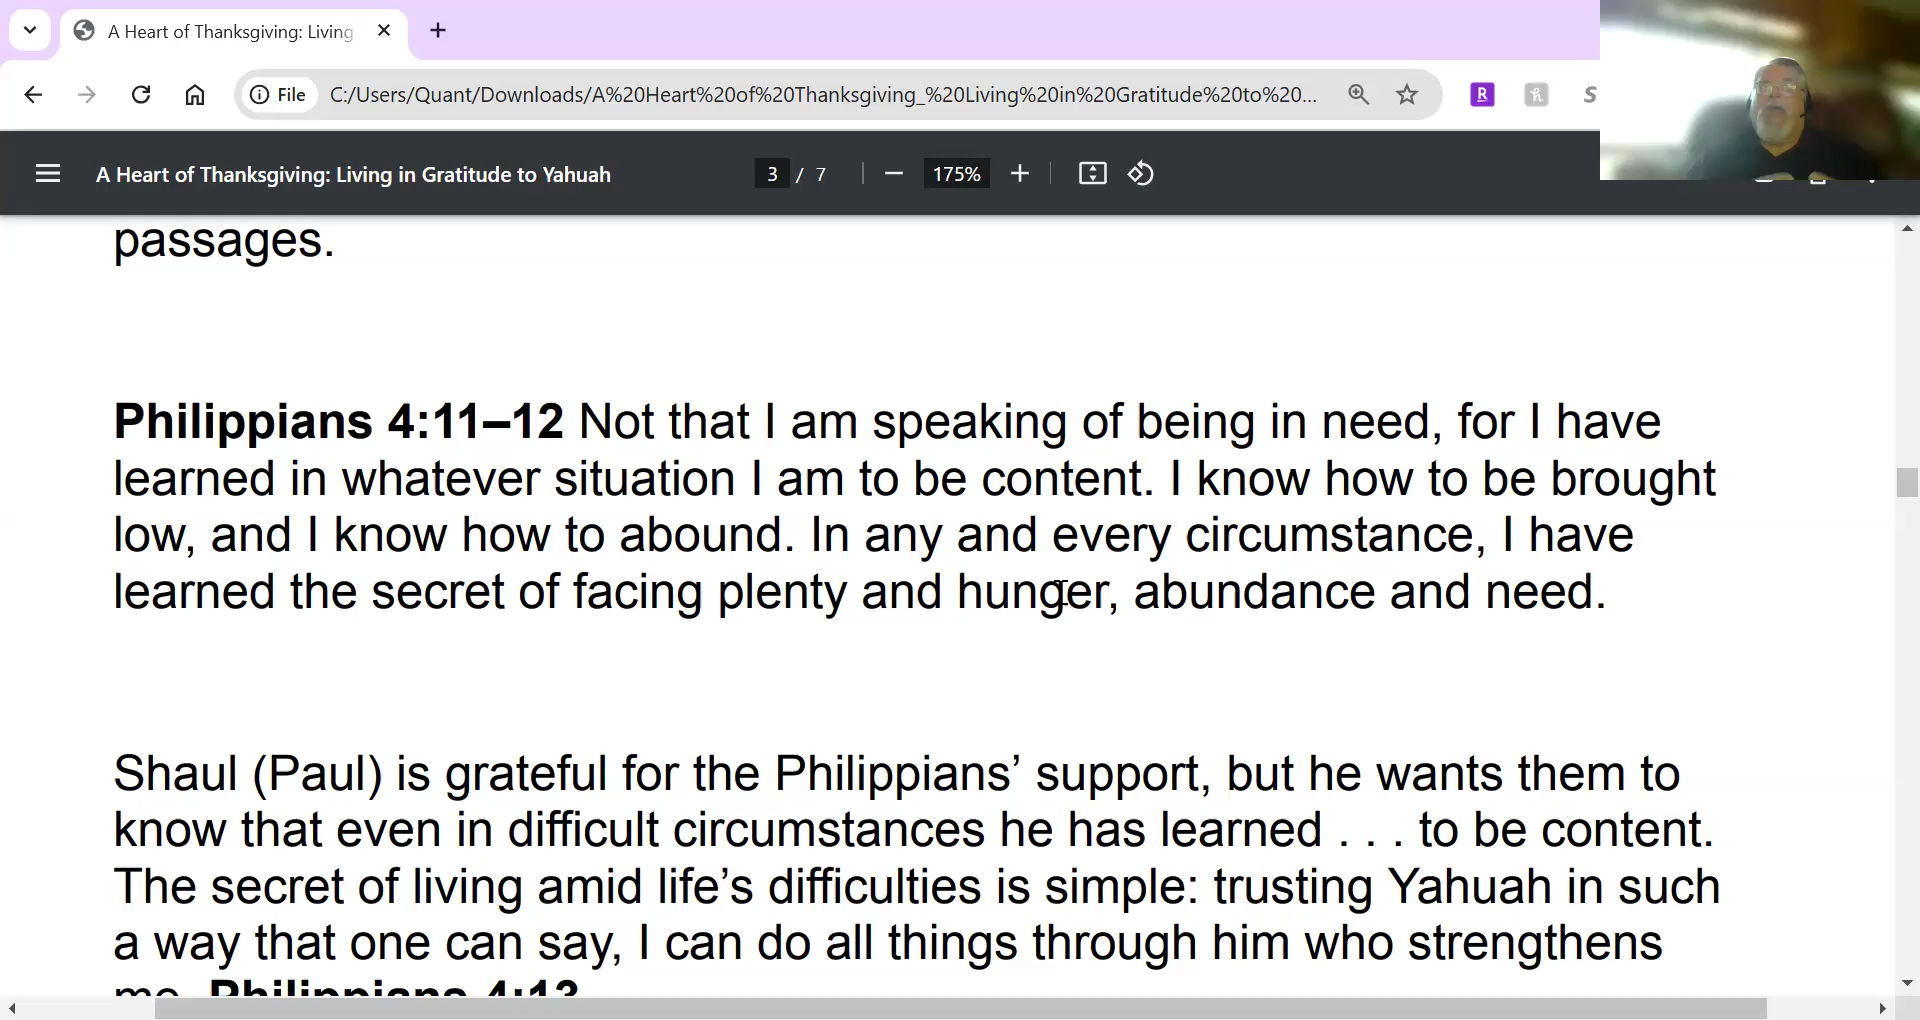 A Heart of Thanksgiving: Living
File
C:/Users/Quant/Downloads/A%20Heart%20of%20Thanksgiving_%20Living%20in%20Gratitude%20to%20...
A Heart of Thanksgiving: Living in Gratitude to Yahuah
3 / 7
175%
passages.
Philippians 4:11–12 Not that I am speaking of being in need, for I have
learned in whatever situation I am to be content. I know how to be brought
low, and I know how to abound. In any and every circumstance, I have
learned the secret of facing plenty and hunger, abundance and need.
Shaul (Paul) is grateful for the Philippians’ support, but he wants them to
know that even in difficult circumstances he has learned . . . to be content.
The secret of living amid life’s difficulties is simple: trusting Yahuah in such
a way that one can say, I can do all things through him who strengthens
me. Philippians 4:13